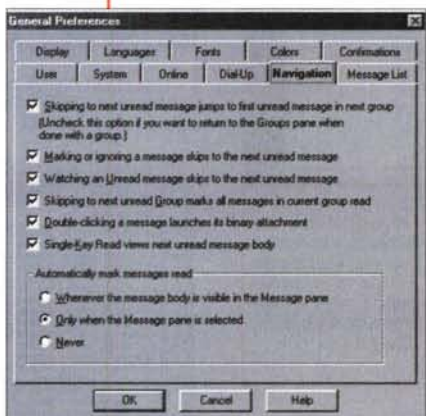 General Preferences
Display Languages Fonts Colors Confirmations
User System Online Dial-Up Navigation Message List
Skipping to next unread message jumps to first unread message in next group
(Uncheck this option if you want to return to the Groups pane when
done with a group.)
Marking or ignoring a message skips to the next unread message
Watching an Unread message skips to the next unread message
Skipping to next unread Group marks all messages in current group read
Double-clicking a message launches its binary attachment
Single-Key Read views next unread message body
Automatically mark messages read
Whenever the message body is visible in the Message pane
Only when the Message pane is selected
Never
OK Cancel Help